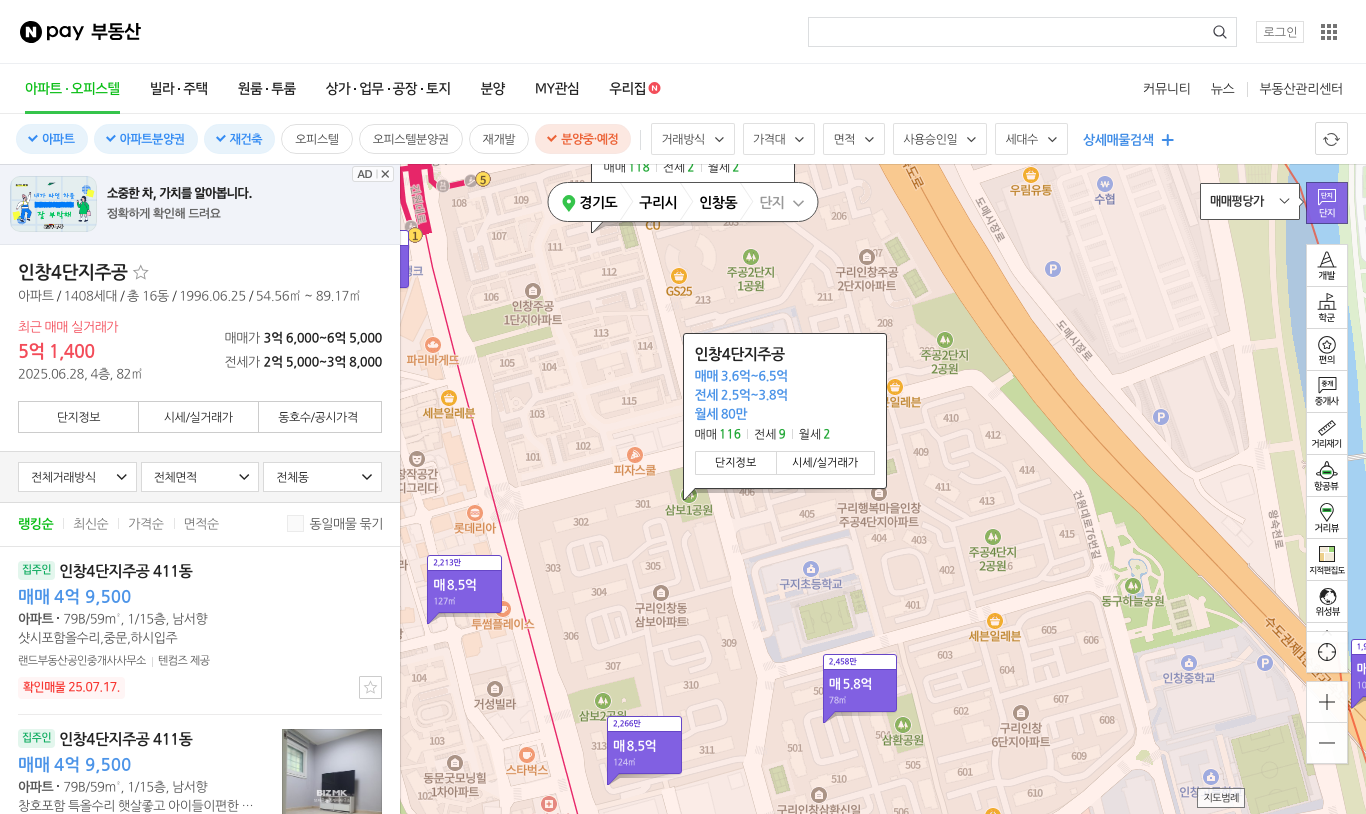 N pay 부동산
로그인
아파트·오피스텔 빌라·주택 원룸·투룸 상가·업무·공장·토지 분양 MY관심 우리집 N
커뮤니티 뉴스 부동산관리센터
아파트 아파트분양권 재건축 오피스텔 오피스텔분양권 재개발 분양중·예정
거래방식 가격대 면적 사용승인일 세대수 상세매물검색
AD
소중한 차, 가치를 알아봅니다.
정확하게 확인해 드려요
인창4단지주공
아파트 / 1408세대 / 총 16동 / 1996.06.25 / 54.56㎡ ~ 89.17㎡
최근 매매 실거래가
5억 1,400
2025.06.28, 4층, 82㎡
매매가 3억 6,000~6억 5,000
전세가 2억 5,000~3억 8,000
단지정보 시세/실거래가 동호수/공시가격
전체거래방식 전체면적 전체동
랭킹순 최신순 가격순 면적순 동일매물 묶기
집주인 인창4단지주공 411동
매매 4억 9,500
아파트 · 79B/59m², 1/15층, 남서향
샷시포함올수리,중문,하시입주
랜드부동산공인중개사사무소 텐컴즈 제공
확인매물 25.07.17.
집주인 인창4단지주공 411동
매매 4억 9,500
아파트 · 79B/59m², 1/15층, 남서향
창호포함 특올수리 햇살좋고 아이들이편한 …
BIZMK
매매 118 전세 2 월세 2
경기도 구리시 인창동 단지
CU
5
1
107
111
206
207
208
211
213
106
112
113
114
104
105
103
115
102
101
GS25
주공2단지
1공원
구리인창주공
2단지아파트
우림유통
수협
도매시장로
도매시장로
인창주공
1단지아파트
파리바게뜨
세븐일레븐
주공2단지
2공원
피자스쿨
창작공간
디그리다
롯데리아
인창4단지주공
매매 3.6억~6.5억
전세 2.5억~3.8억
월세 80만
매매 116 전세 9 월세 2
단지정보 시세/실거래가
삼보1공원
301
302
401
406
410
409
411
412
413
414
415
구리행복마을인창
주공4단지아파트
주공4단지
2공원
건원대로76번길
왕숙천로
구지초등학교
동구하늘공원
구리인창동
삼보아파트
304
306
307
309
310
313
2,213만
매 8.5억
127㎡
투썸플레이스
세븐일레븐
605
606
603
604
602
601
605
2,458만
매 5.8억
78㎡
2,266만
매 8.5억
124㎡
거성빌라
삼보2공원
103
동문굿모닝힐
1차아파트
스타벅스
삼환공원
501
510
505
구리인창
6단지아파트
인창중학교
구리인창삼환신일
수도권제1
매매평당가
단지
단지
개발
학군
편의
중개
중개사
거리재기
항공뷰
거리뷰
지적편집도
위성뷰
지도범례